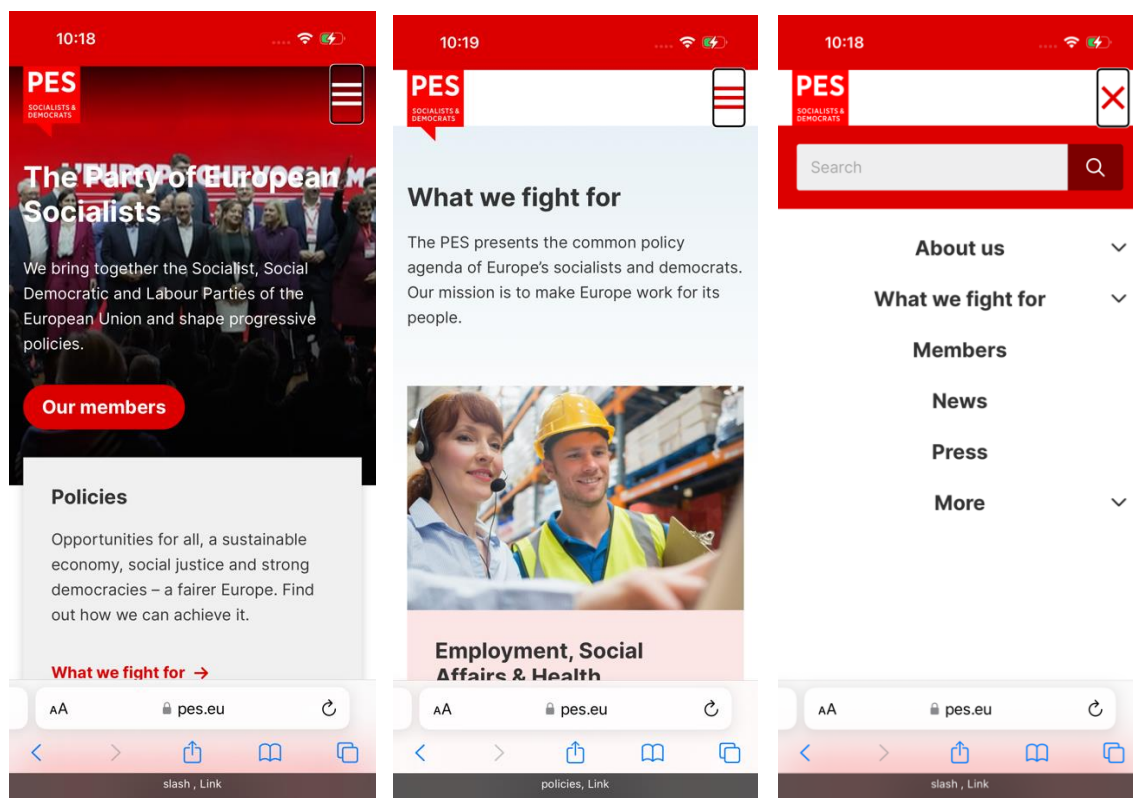 10:18
PES
SOCIALISTS &
DEMOCRATS
The Party of European
Socialists
We bring together the Socialist, Social
Democratic and Labour Parties of the
European Union and shape progressive
policies.
Our members
Policies
Opportunities for all, a sustainable
economy, social justice and strong
democracies – a fairer Europe. Find
out how we can achieve it.
What we fight for →
AA
pes.eu
slash , Link
10:19
PES
SOCIALISTS &
DEMOCRATS
What we fight for
The PES presents the common policy
agenda of Europe's socialists and democrats.
Our mission is to make Europe work for its
people.
Employment, Social
Affairs & Health
AA
pes.eu
policies, Link
10:18
PES
SOCIALISTS &
DEMOCRATS
Search
About us
What we fight for
Members
News
Press
More
AA
pes.eu
slash , Link